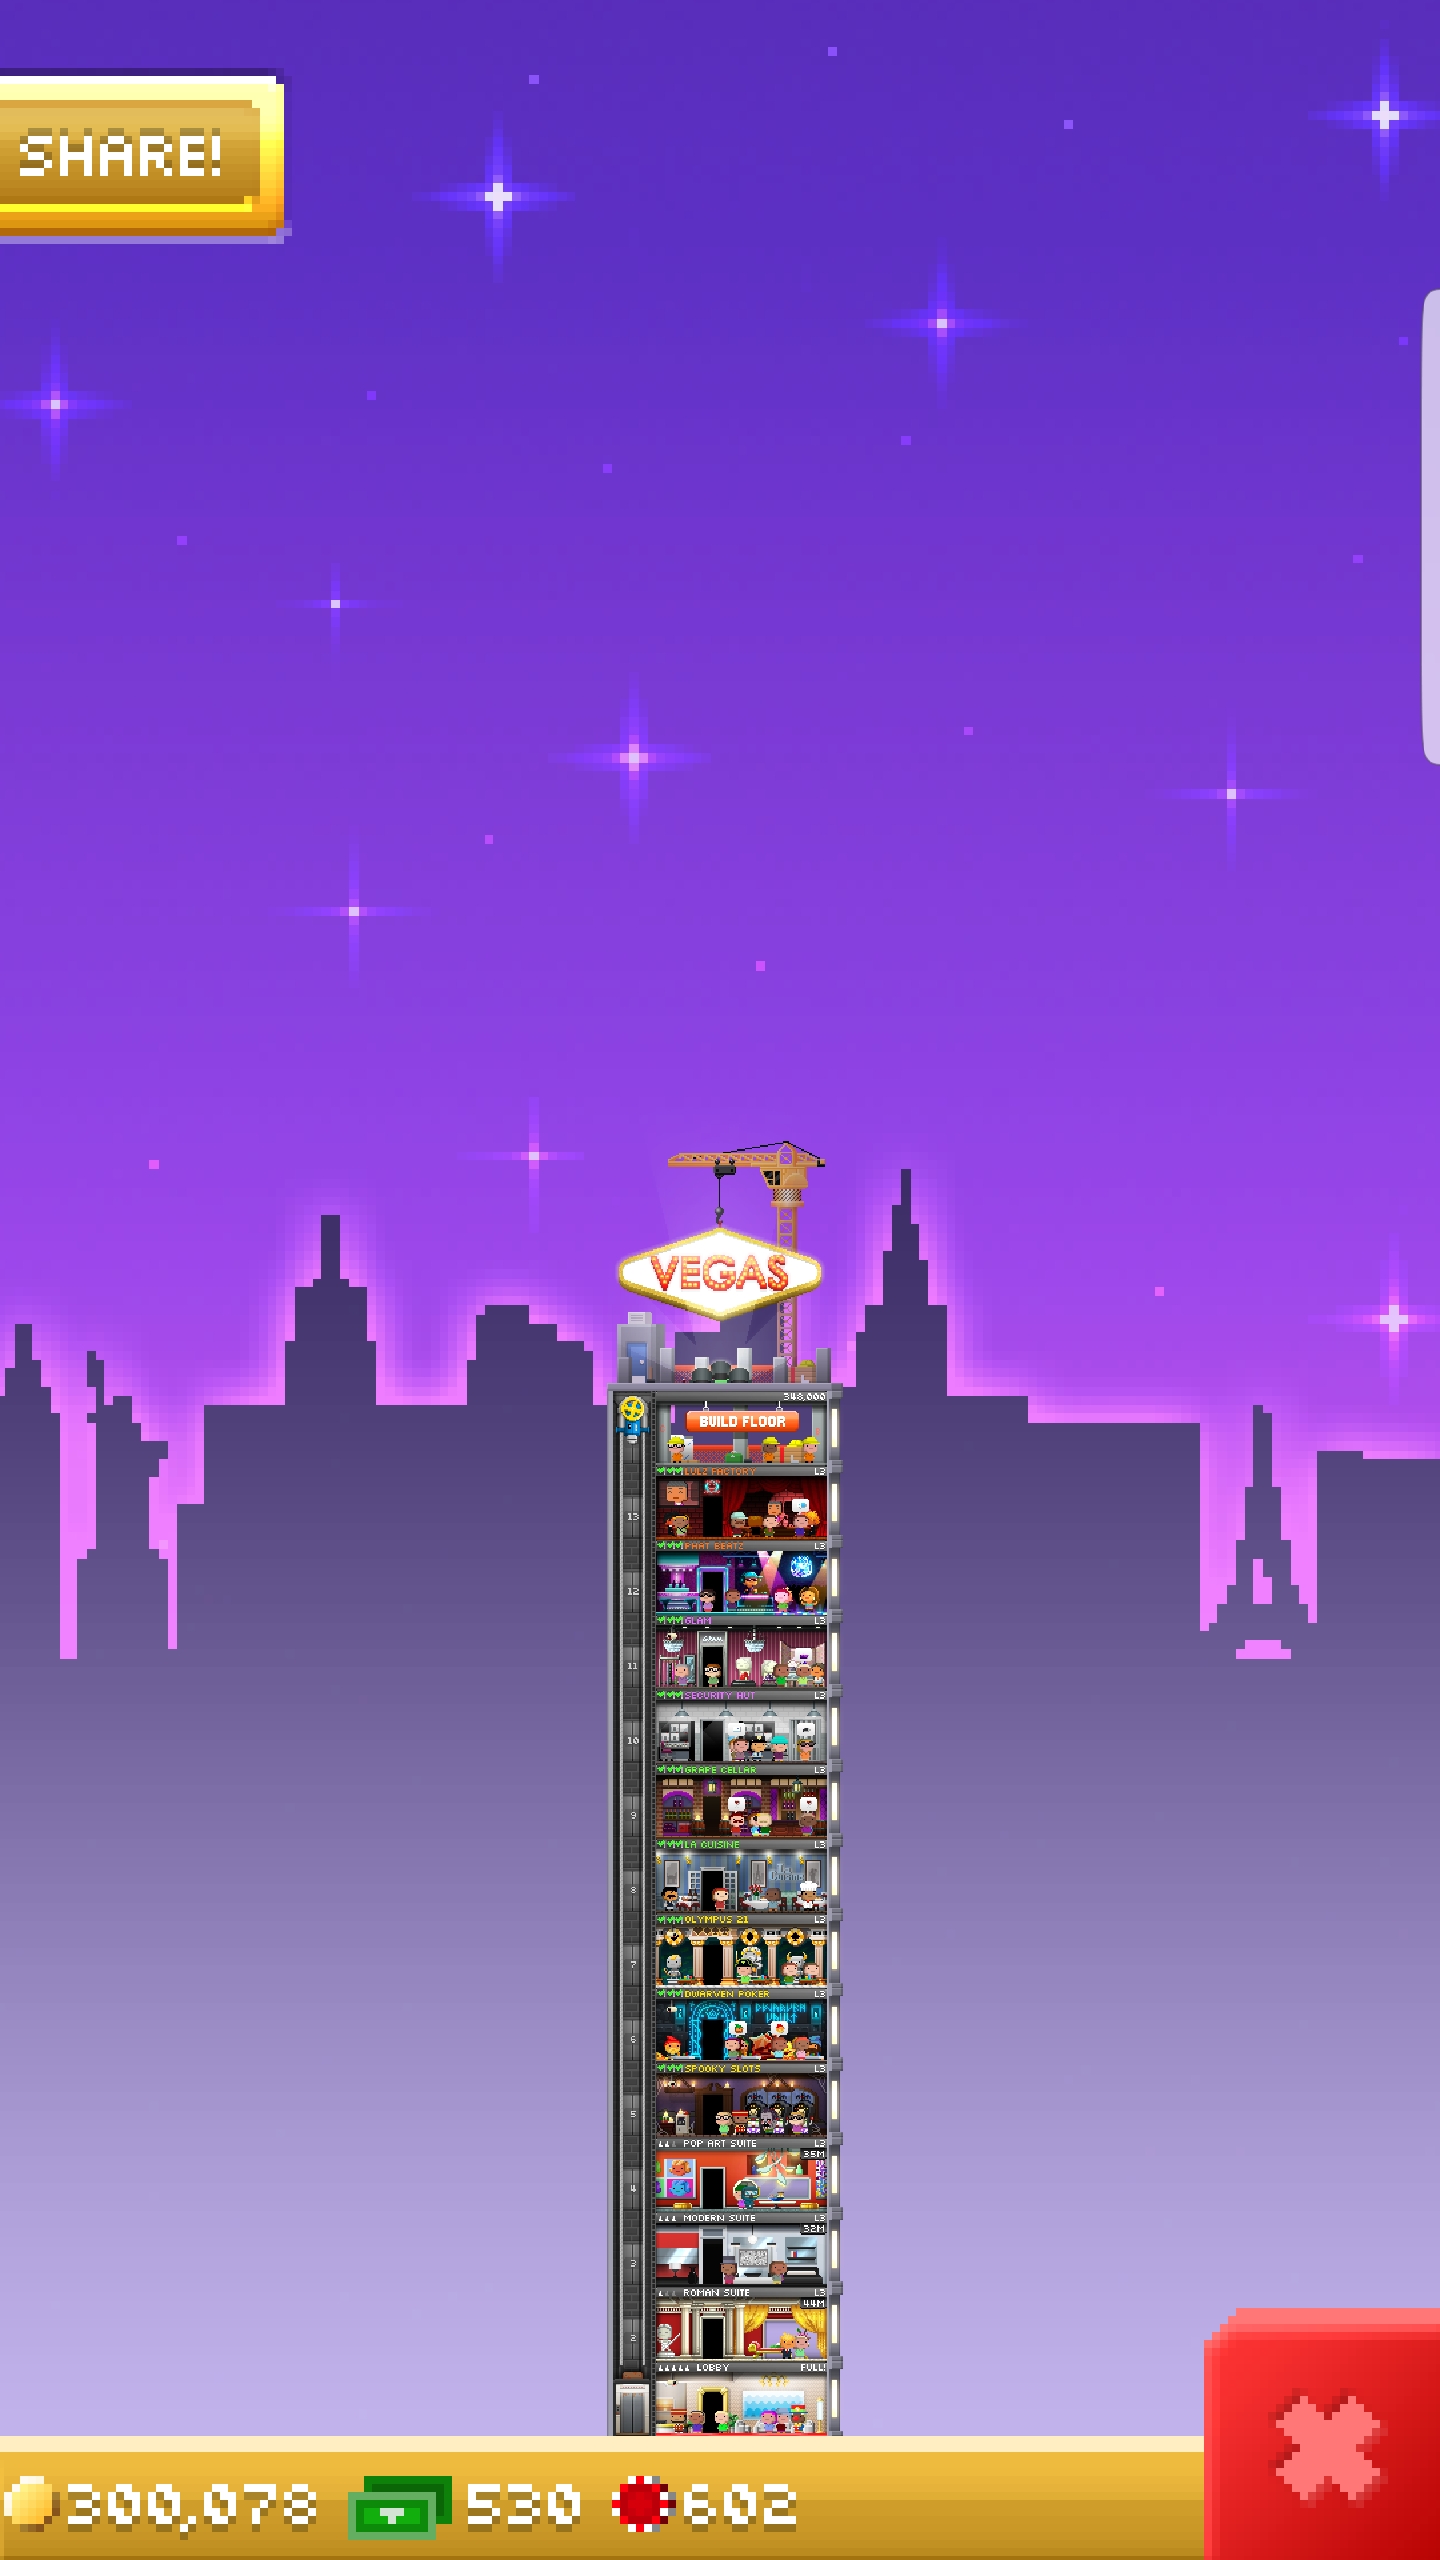 SHARE!
VEGAS
348,000
BUILD FLOOR
LULZ FACTORY L3
13
PHAT BEATZ L3
12
GLAM L3
11
SECURITY HUT L3
10
GRAPE CELLAR L3
9
LA CUISINE L3
8
OLYMPUS 21 L3
7
DWARVEN POKER L3
DWARVEN VAULT
6
SPOOKY SLOTS L3
5
POP ART SUITE L3
35M
4
MODERN SUITE L3
32M
3
ROMAN SUITE L3
44M
2
LOBBY FULL!
300,078 530 602